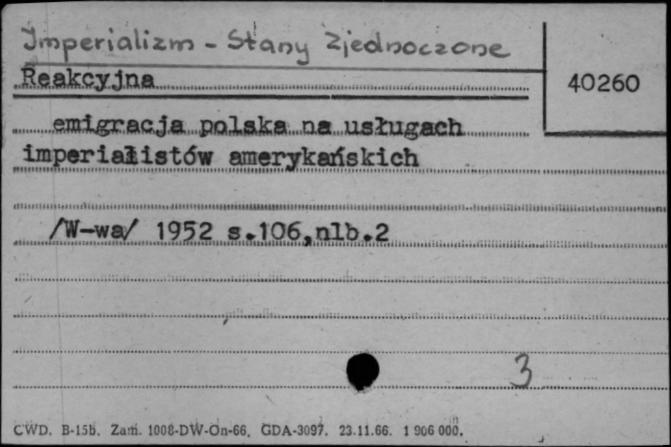 Imperializm - Stany Zjednoczone
Reakcyjna
40260
emigracja polska na usługach
imperialistów amerykańskich
/W-wa/ 1952 s.106,nlb.2
3
CWD. B-15b. Zam. 1008-DW-On-66. GDA-3097. 23.11.66. 1 906 000.